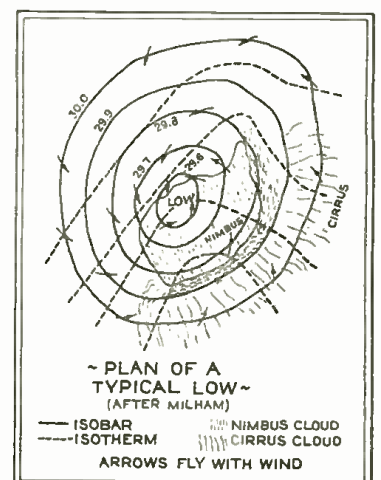 30.0
29.9
29.8
29.7
29.6
LOW
NIMBUS
CIRRUS
~PLAN OF A
TYPICAL LOW~
(AFTER MILHAM)
ISOBAR NIMBUS CLOUD
ISOTHERM CIRRUS CLOUD
ARROWS FLY WITH WIND